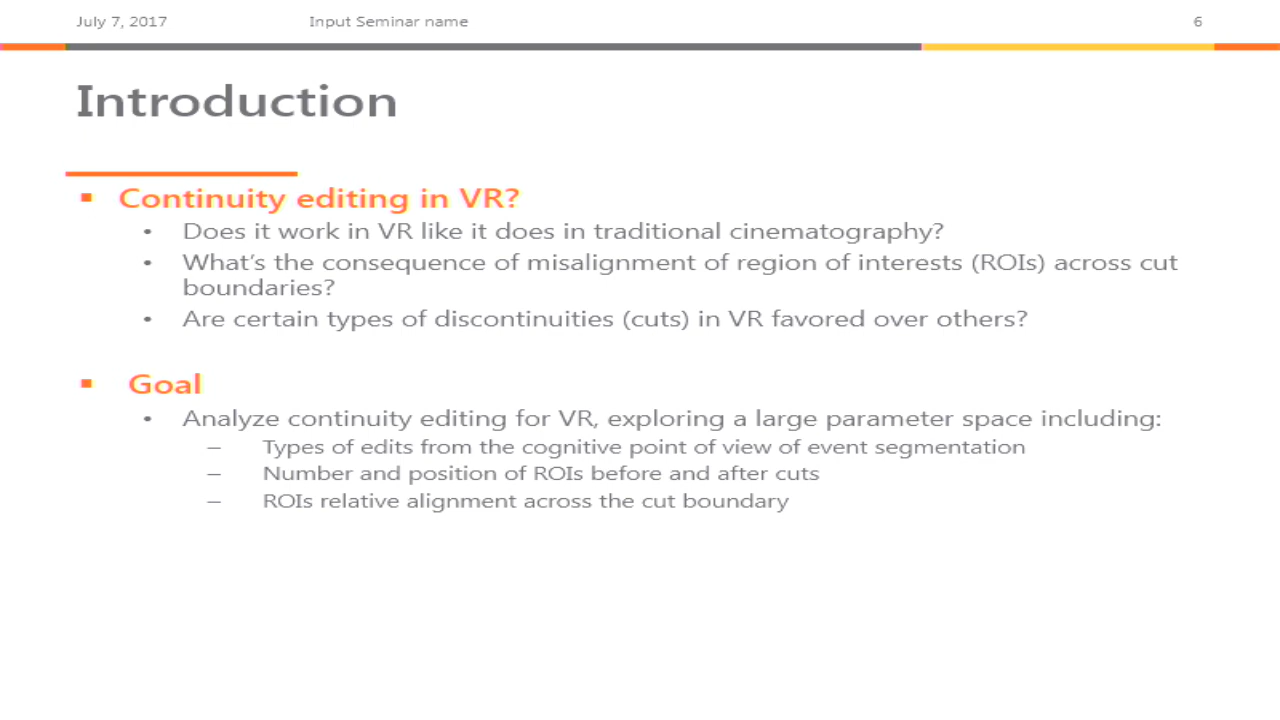 July 7, 2017 Input Seminar name 6
Introduction
▪ Continuity editing in VR?
• Does it work in VR like it does in traditional cinematography?
• What's the consequence of misalignment of region of interests (ROIs) across cut
boundaries?
• Are certain types of discontinuities (cuts) in VR favored over others?
▪ Goal
• Analyze continuity editing for VR, exploring a large parameter space including:
– Types of edits from the cognitive point of view of event segmentation
– Number and position of ROIs before and after cuts
– ROIs relative alignment across the cut boundary